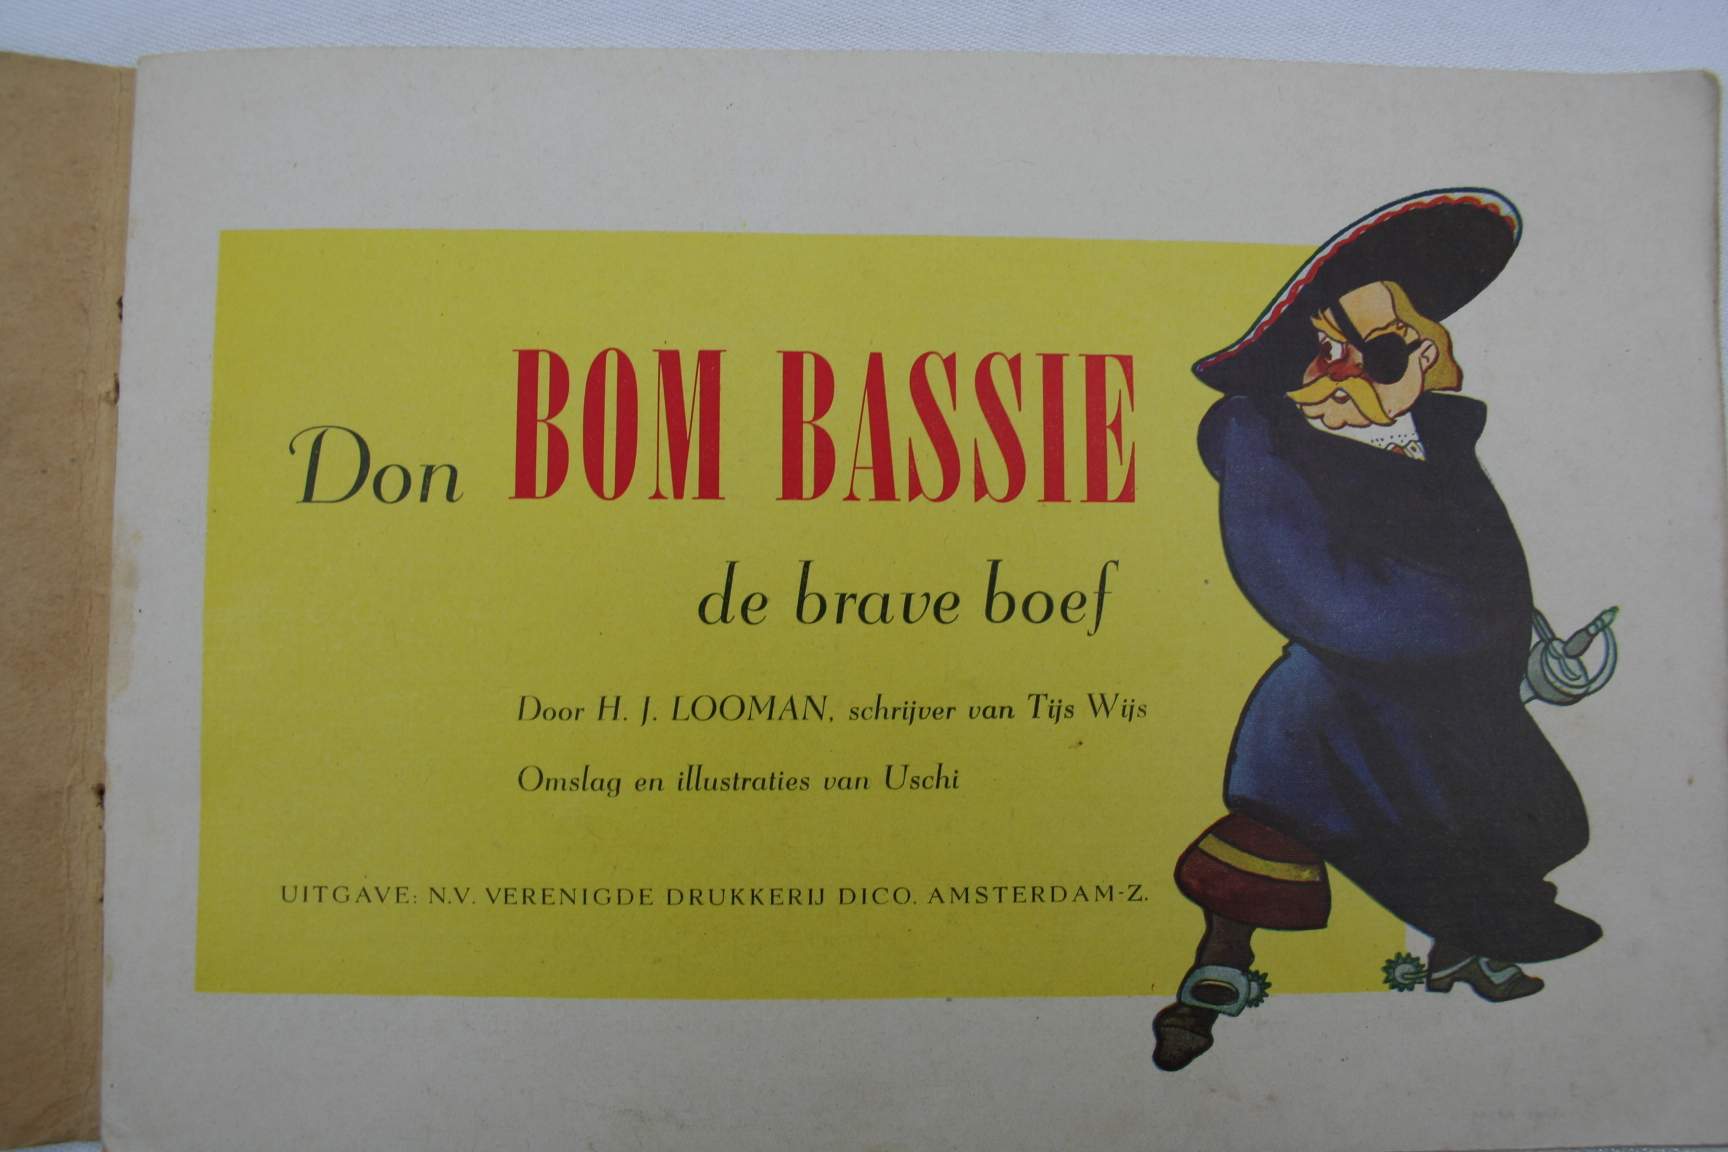 Don BOM BASSIE
de brave boef
Door H. J. LOOMAN, schrijver van Tijs Wijs
Omslag en illustraties van Uschi
UITGAVE: N.V. VERENIGDE DRUKKERIJ DICO. AMSTERDAM-Z.